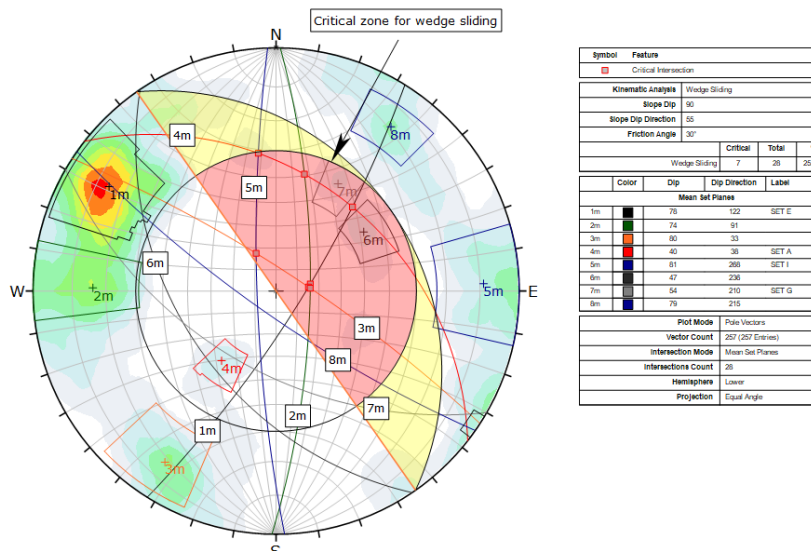 Critical zone for wedge sliding
N
4m
8m
5m
7m
1m
6m
6m
W
2m
5m
E
3m
8m
4m
7m
2m
1m
3m
S
Symbol Feature
Critical Intersection
Kinematic Analysis Wedge Sliding
Slope Dip 90
Slope Dip Direction 55
Friction Angle 30°
Critical Total
Wedge Sliding 7 28 25
Color Dip Dip Direction Label
Mean Set Planes
1m 78 122 SET E
2m 74 91
3m 80 33
4m 40 38 SET A
5m 81 268 SET I
6m 47 236
7m 54 210 SET G
8m 79 215
Plot Mode Pole Vectors
Vector Count 257 (257 Entries)
Intersection Mode Mean Set Planes
Intersections Count 28
Hemisphere Lower
Projection Equal Angle